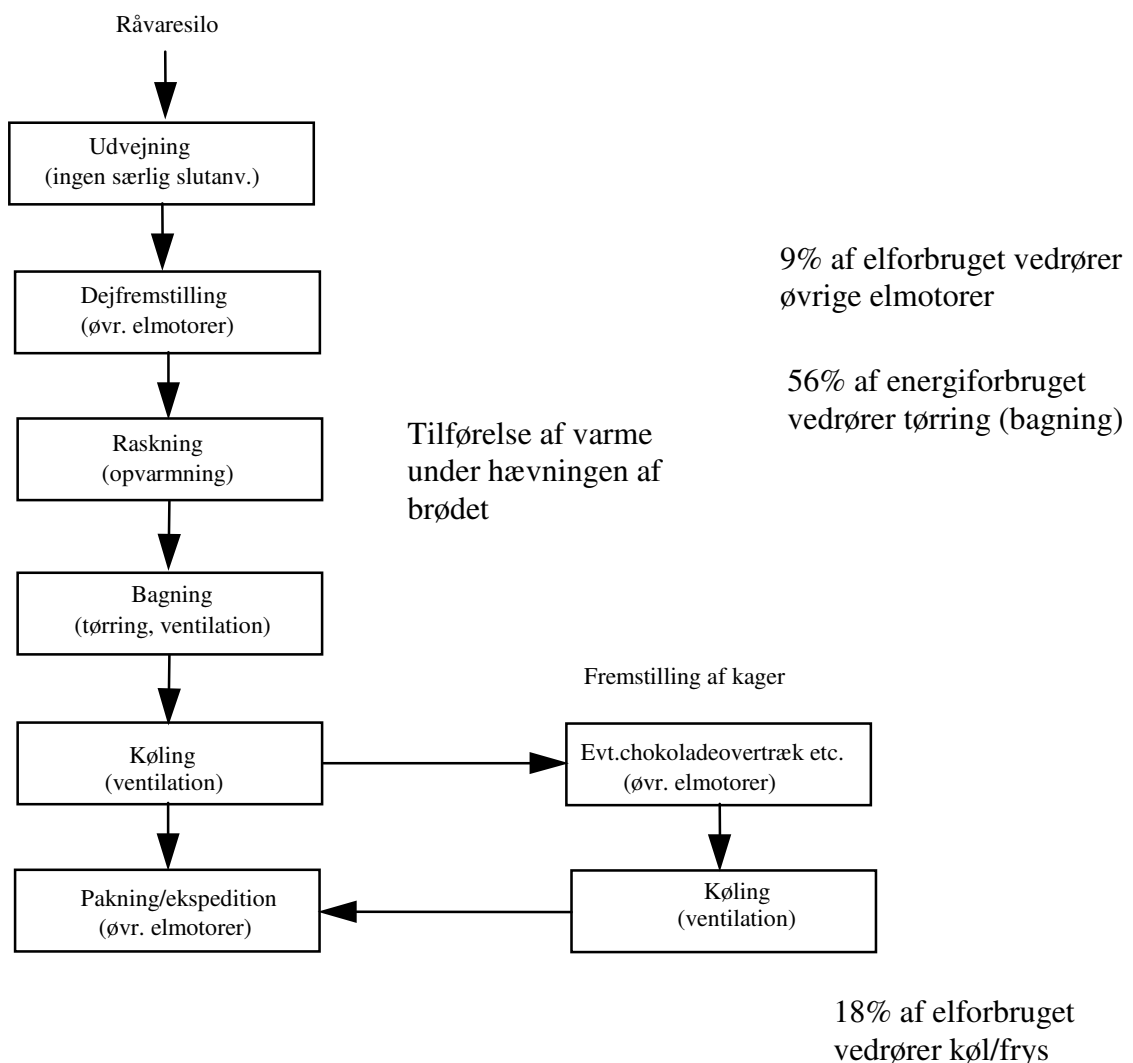 Råvaresilo
Udvejning
(ingen særlig slutanv.)
9% af elforbruget vedrører
øvrige elmotorer
Dejfremstilling
(øvr. elmotorer)
56% af energiforbruget
vedrører tørring (bagning)
Raskning
(opvarmning)
Tilførelse af varme
under hævningen af
brødet
Bagning
(tørring, ventilation)
Fremstilling af kager
Køling
(ventilation)
Evt.chokoladeovertræk etc.
(øvr. elmotorer)
Pakning/ekspedition
(øvr. elmotorer)
Køling
(ventilation)
18% af elforbruget
vedrører køl/frys